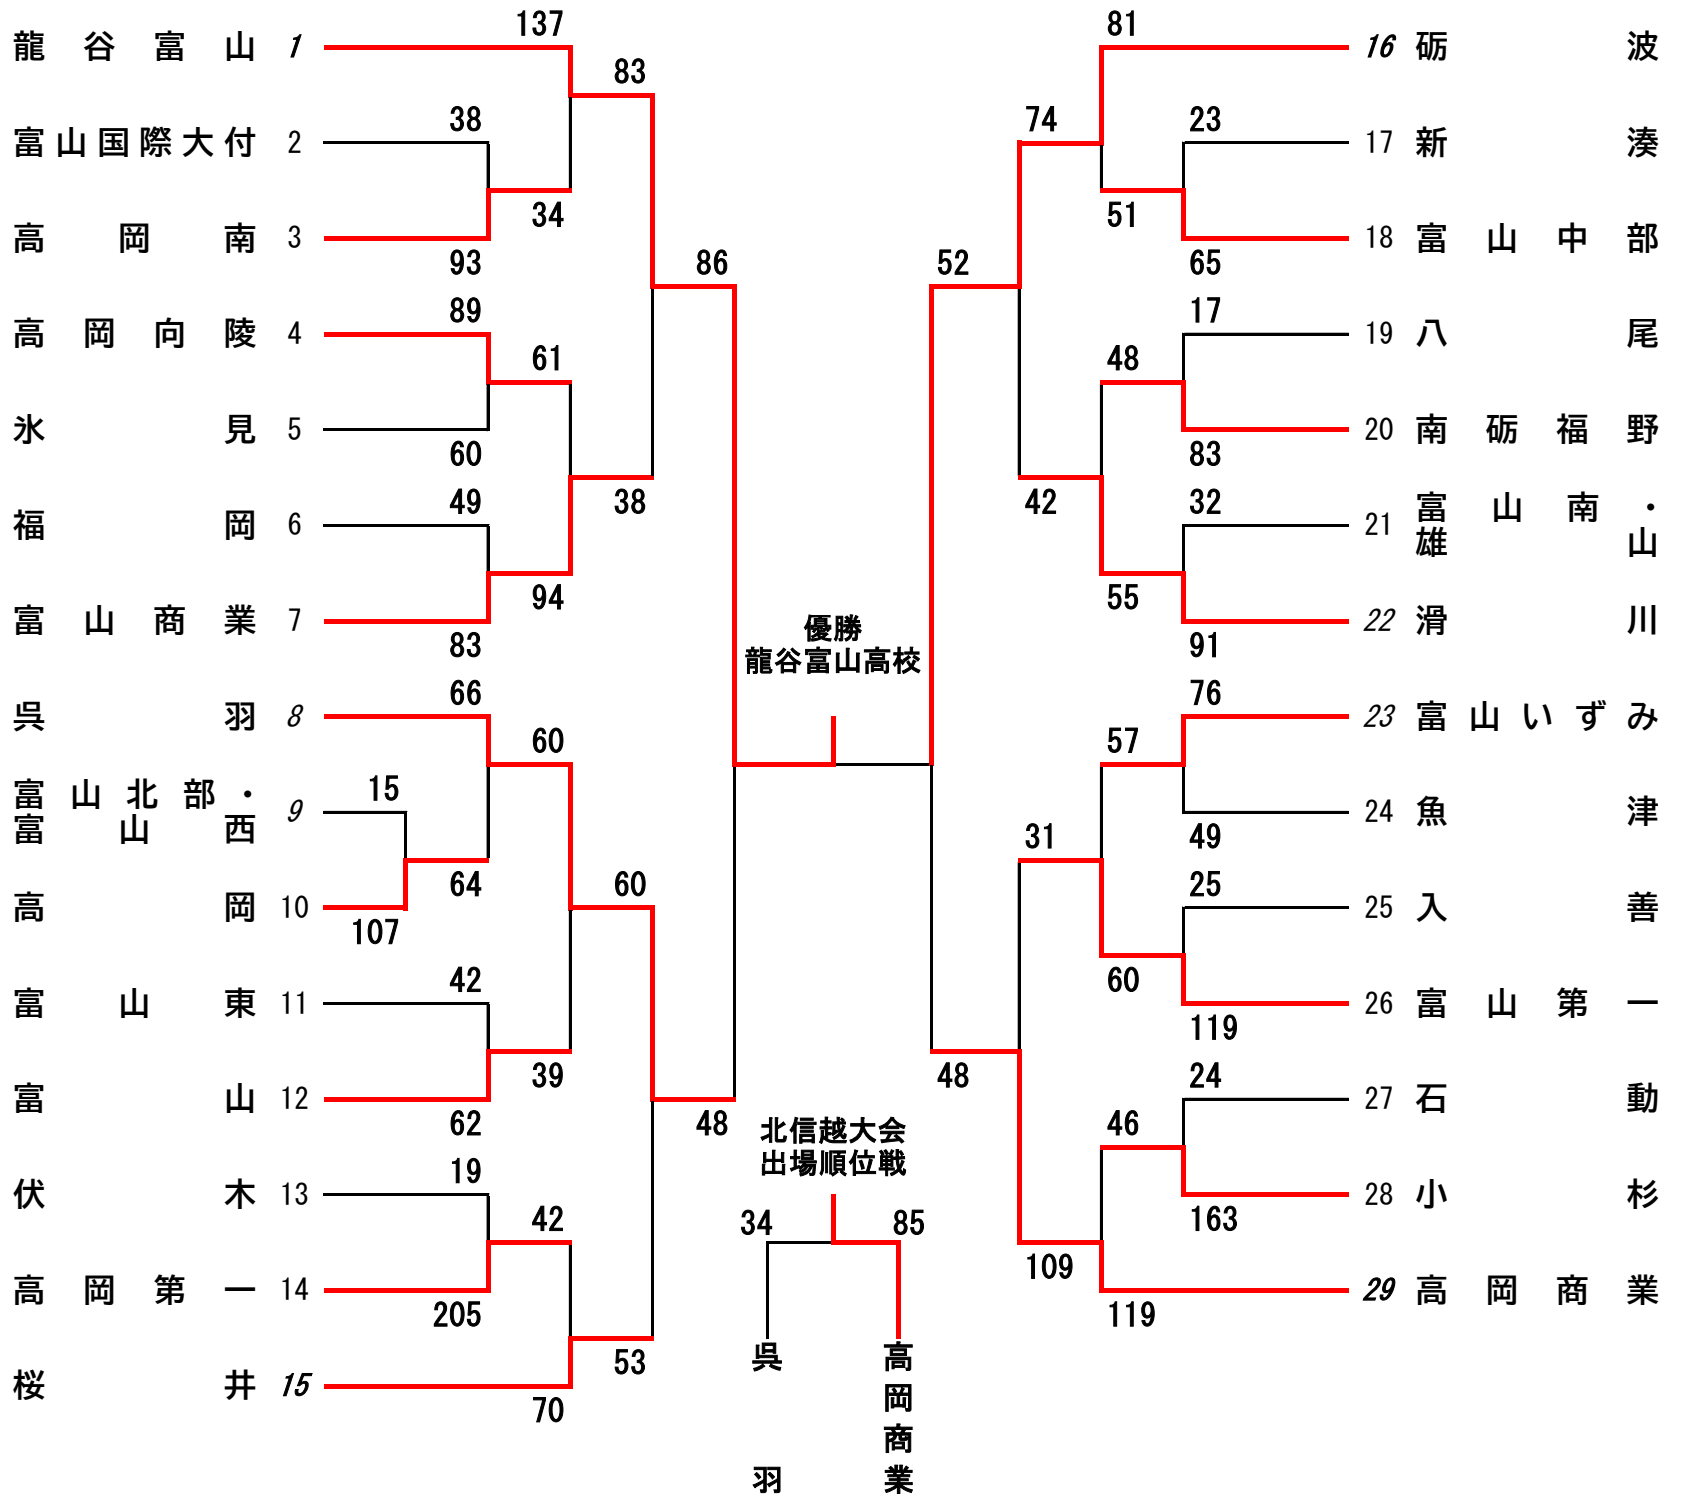 龍谷富山 1
富山国際大付 2
高岡南 3
高岡向陵 4
氷見 5
福岡 6
富山商業 7
呉羽 8
富山北部・
富山西 9
高岡 10
富山東 11
富山 12
伏木 13
高岡第一 14
桜井 15
137
38
93
34
83
89
60
61
49
83
94
38
86
66
15
107
64
60
42
62
39
60
19
205
42
70
53
48
優勝
龍谷富山高校
北信越大会
出場順位戦
34 85
呉羽
高岡商業
81
23
65
51
74
17
83
48
32
91
55
42
52
76
49
57
25
119
60
31
24
163
46
119
109
48
16 砺波
17 新湊
18 富山中部
19 八尾
20 南砺福野
21 富山南・
雄山
22 滑川
23 富山いずみ
24 魚津
25 入善
26 富山第一
27 石動
28 小杉
29 高岡商業